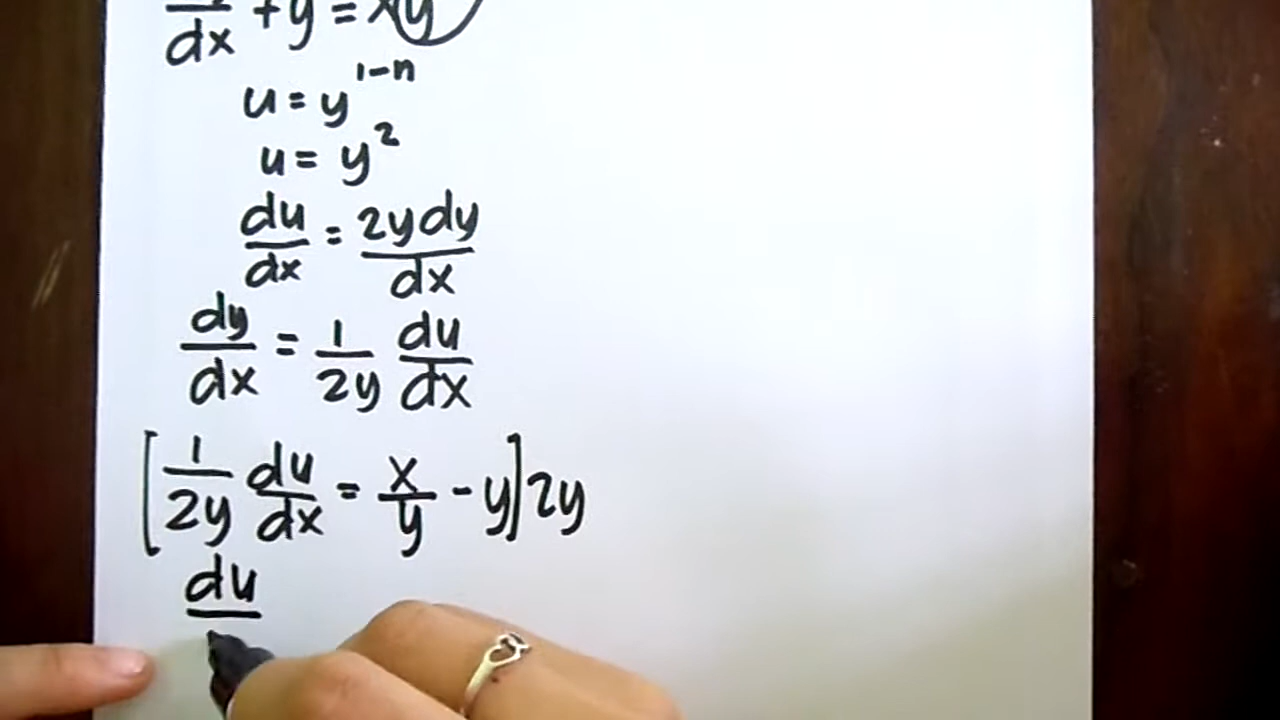 dx + y = xy
u = y^(1-n)
u = y^2
du/dx = 2y dy/dx
dy/dx = 1/2y du/dx
[1/2y du/dx = x/y - y] 2y
du